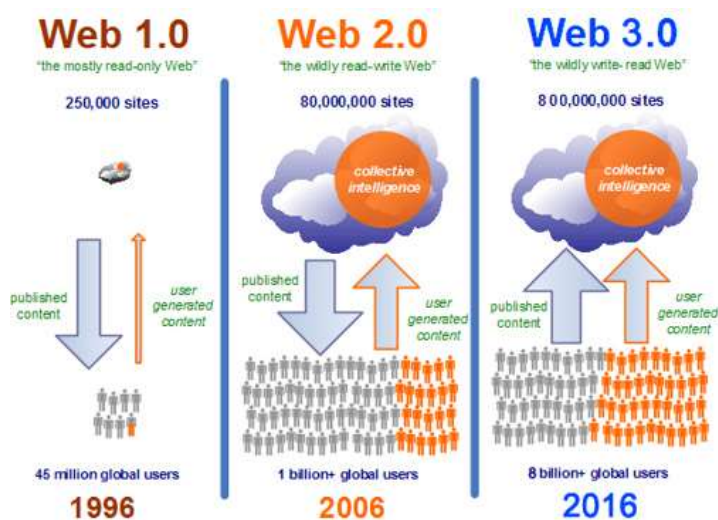 Web 1.0
"the mostly read-only Web"
250,000 sites
published
content
user
generated
content
45 million global users
1996
Web 2.0
"the wildly read-write Web"
80,000,000 sites
collective
intelligence
published
content
user
generated
content
1 billion+ global users
2006
Web 3.0
"the wildly write- read Web"
800,000,000 sites
collective
intelligence
published
content
user
generated
content
8 billion+ global users
2016